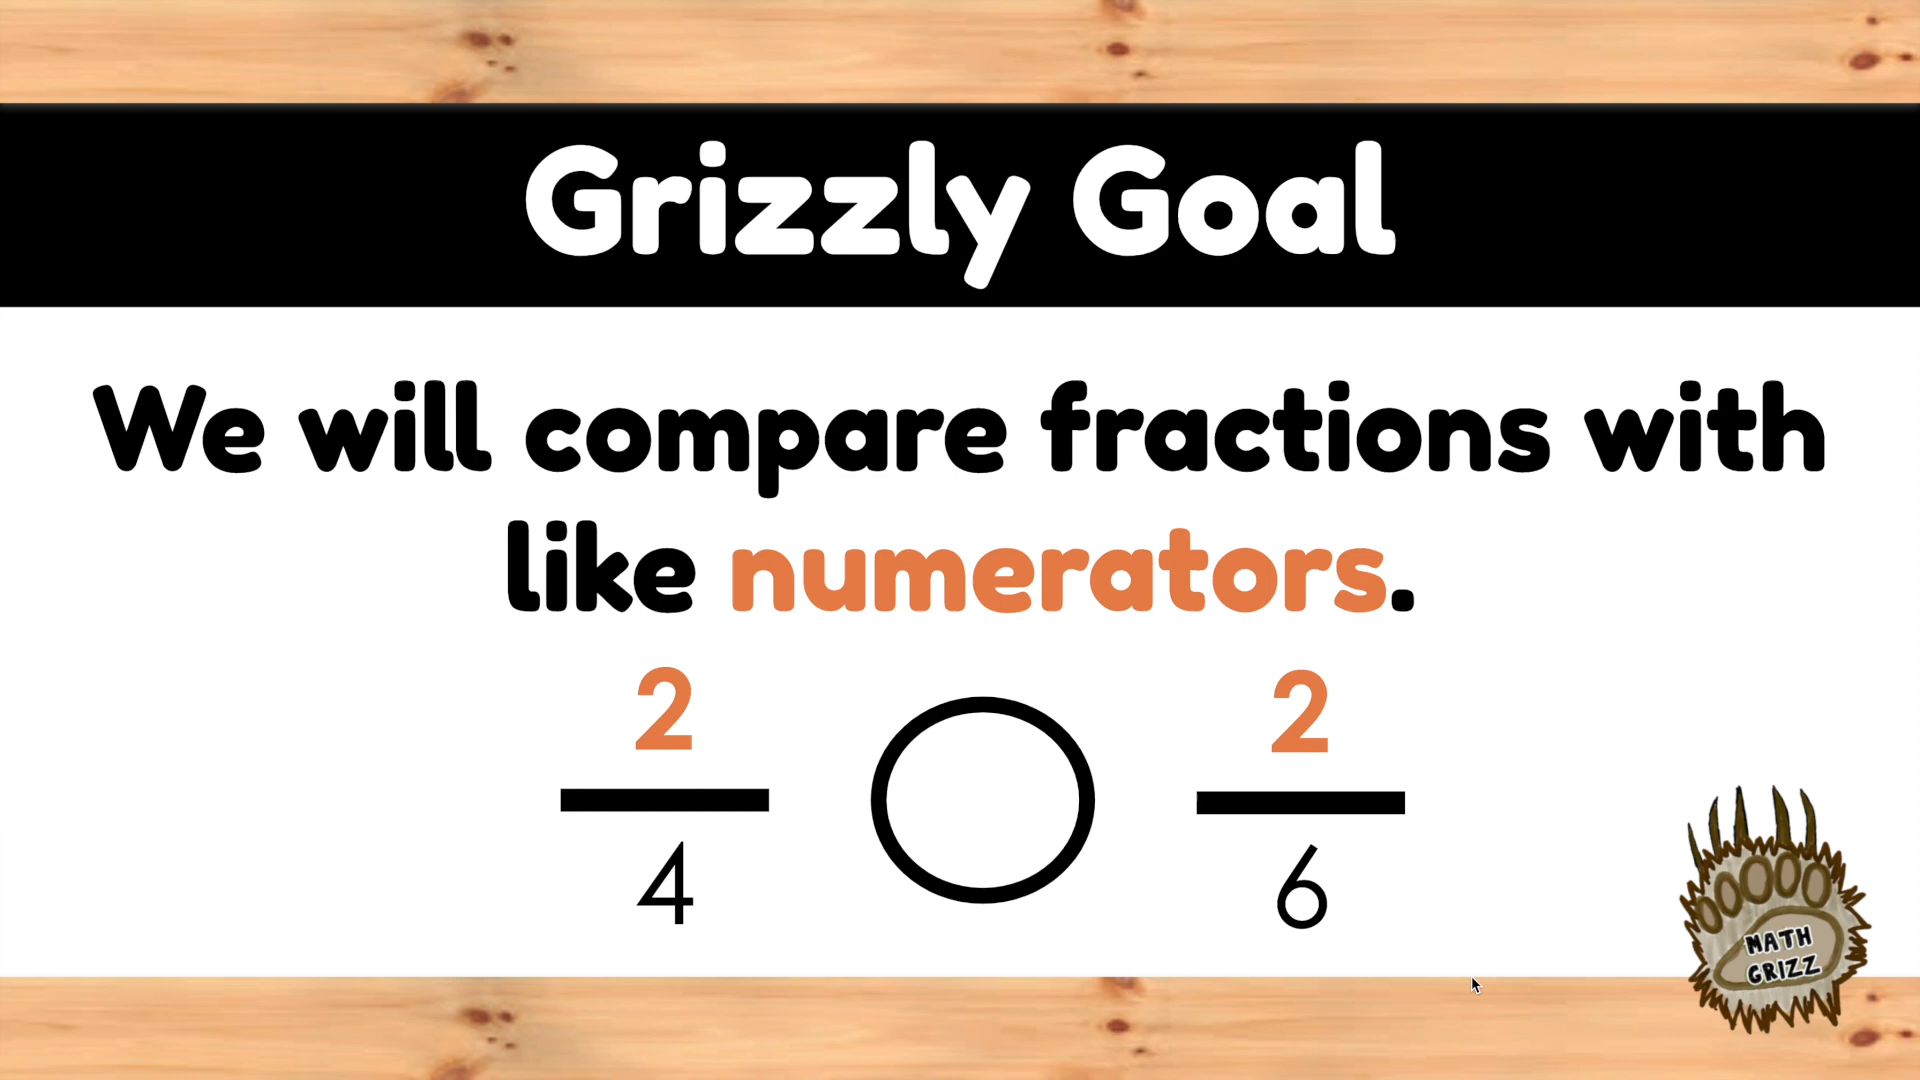 Grizzly Goal
We will compare fractions with
like numerators.
2 2
4 6
MATH
GRIZZ